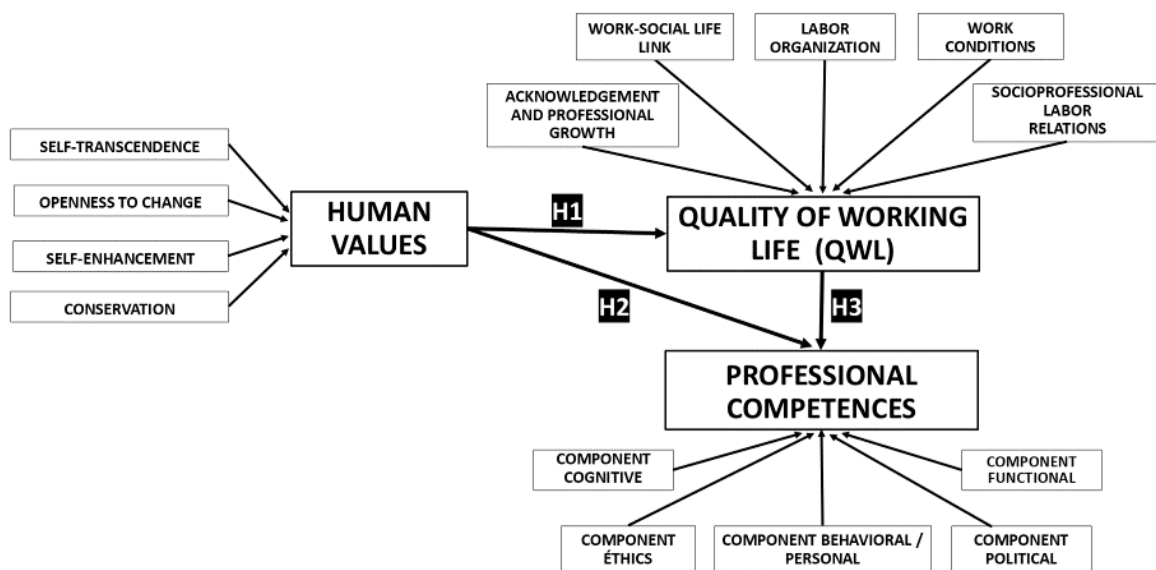 WORK-SOCIAL LIFE
LINK
LABOR
ORGANIZATION
WORK
CONDITIONS
ACKNOWLEDGEMENT
AND PROFESSIONAL
GROWTH
SOCIOPROFESSIONAL
LABOR
RELATIONS
SELF-TRANSCENDENCE
OPENNESS TO CHANGE
SELF-ENHANCEMENT
CONSERVATION
HUMAN
VALUES
H1
QUALITY OF WORKING
LIFE (QWL)
H2
H3
PROFESSIONAL
COMPETENCES
COMPONENT
COGNITIVE
COMPONENT
FUNCTIONAL
COMPONENT
ÉTHICS
COMPONENT BEHAVIORAL /
PERSONAL
COMPONENT
POLITICAL